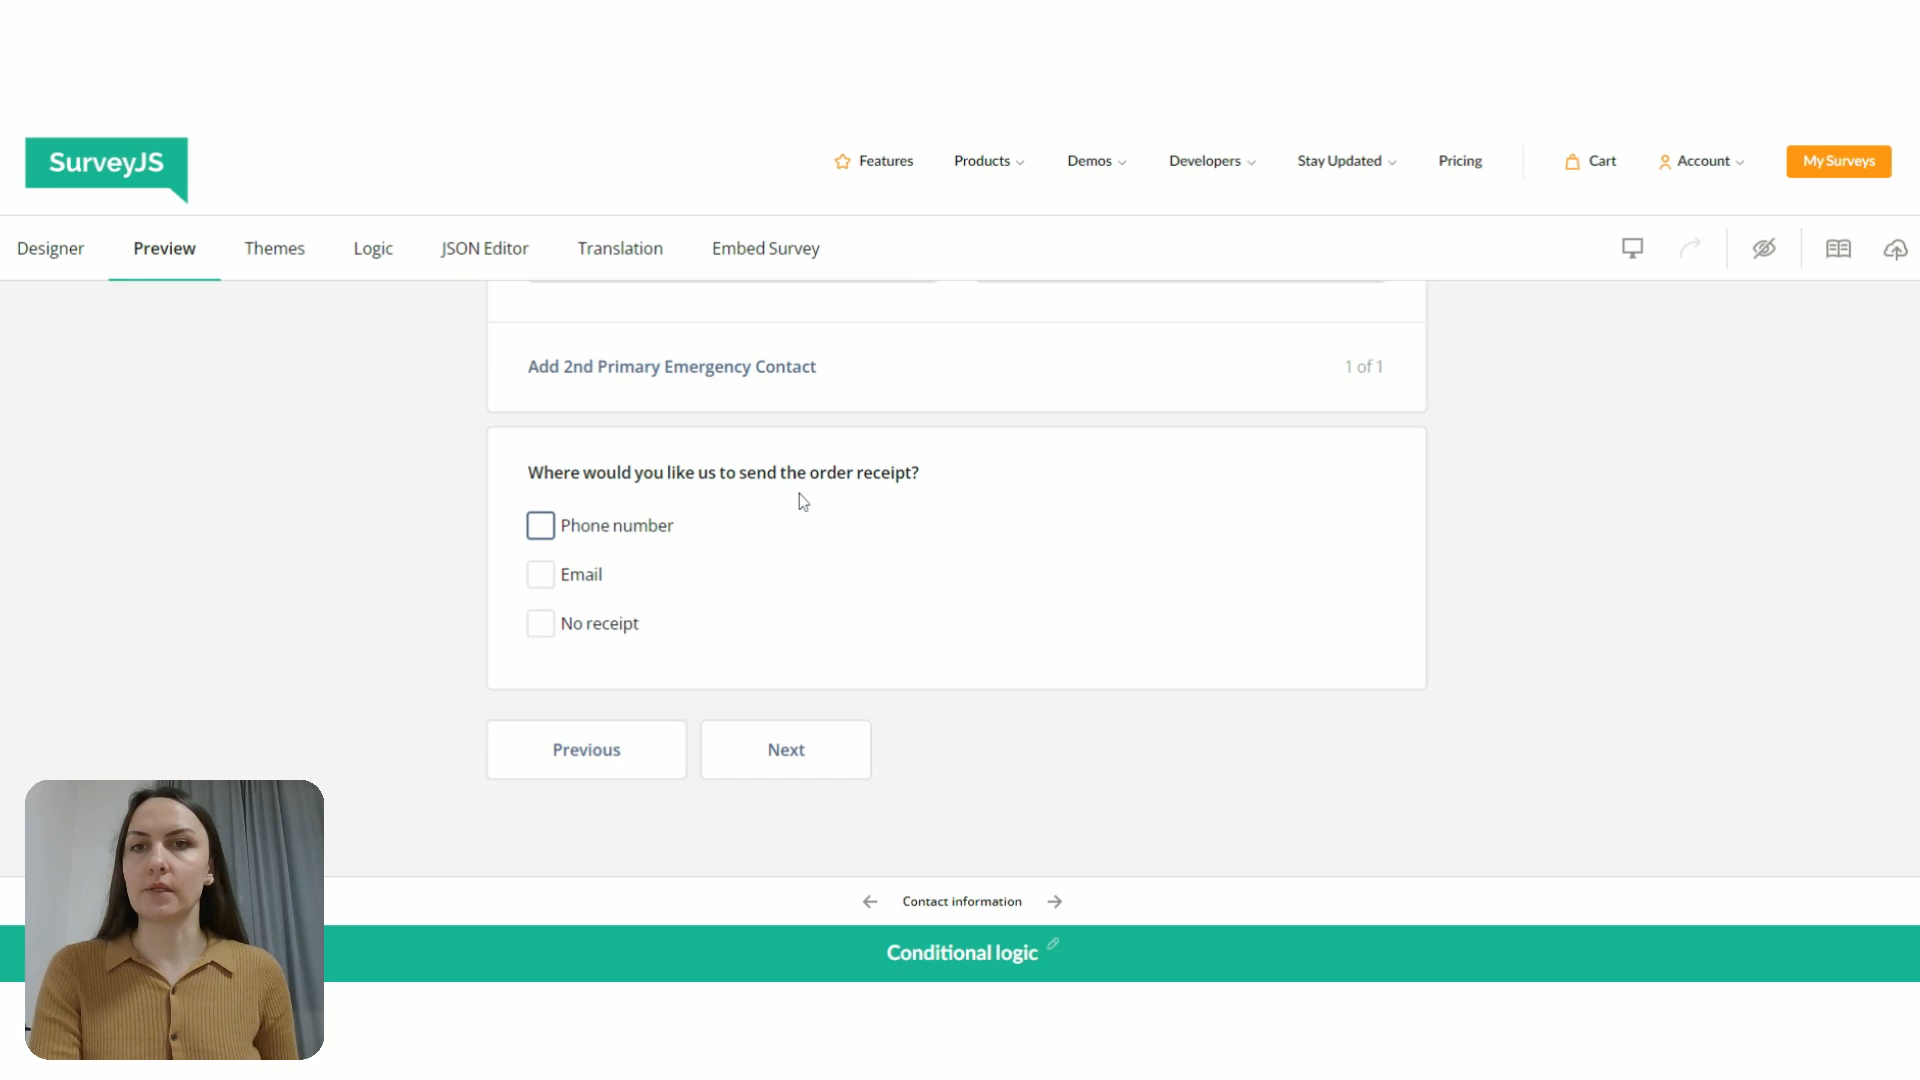 SurveyJS
Features Products Demos Developers Stay Updated Pricing Cart Account My Surveys
Designer Preview Themes Logic JSON Editor Translation Embed Survey
Add 2nd Primary Emergency Contact 1 of 1
Where would you like us to send the order receipt?
Phone number
Email
No receipt
Previous Next
Contact information
Conditional logic